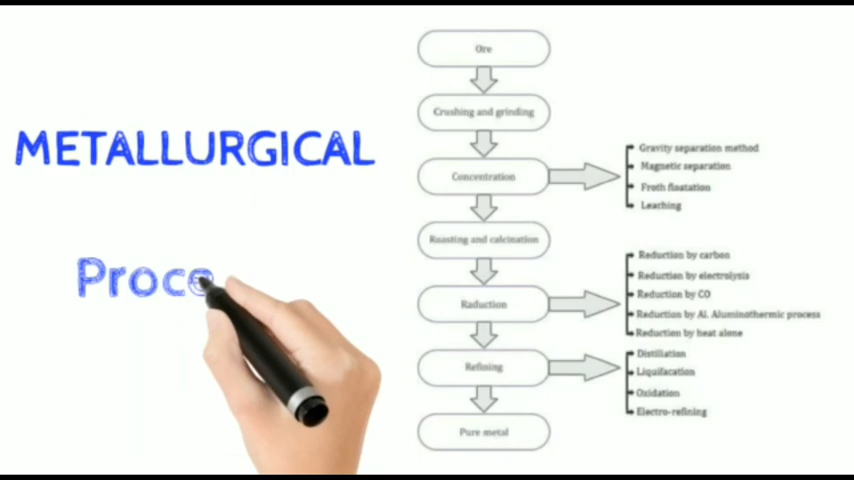 METALLURGICAL
Proce
Ore
Crushing and grinding
Concentration
Gravity separation method
Magnetic separation
Froth floatation
Leaching
Roasting and calcination
Raduction
Reduction by carbon
Reduction by electrolysis
Reduction by CO
Reduction by Al. Aluminothermic process
Reduction by heat alone
Refining
Distillation
Liquifacation
Oxidation
Electro-refining
Pure metal